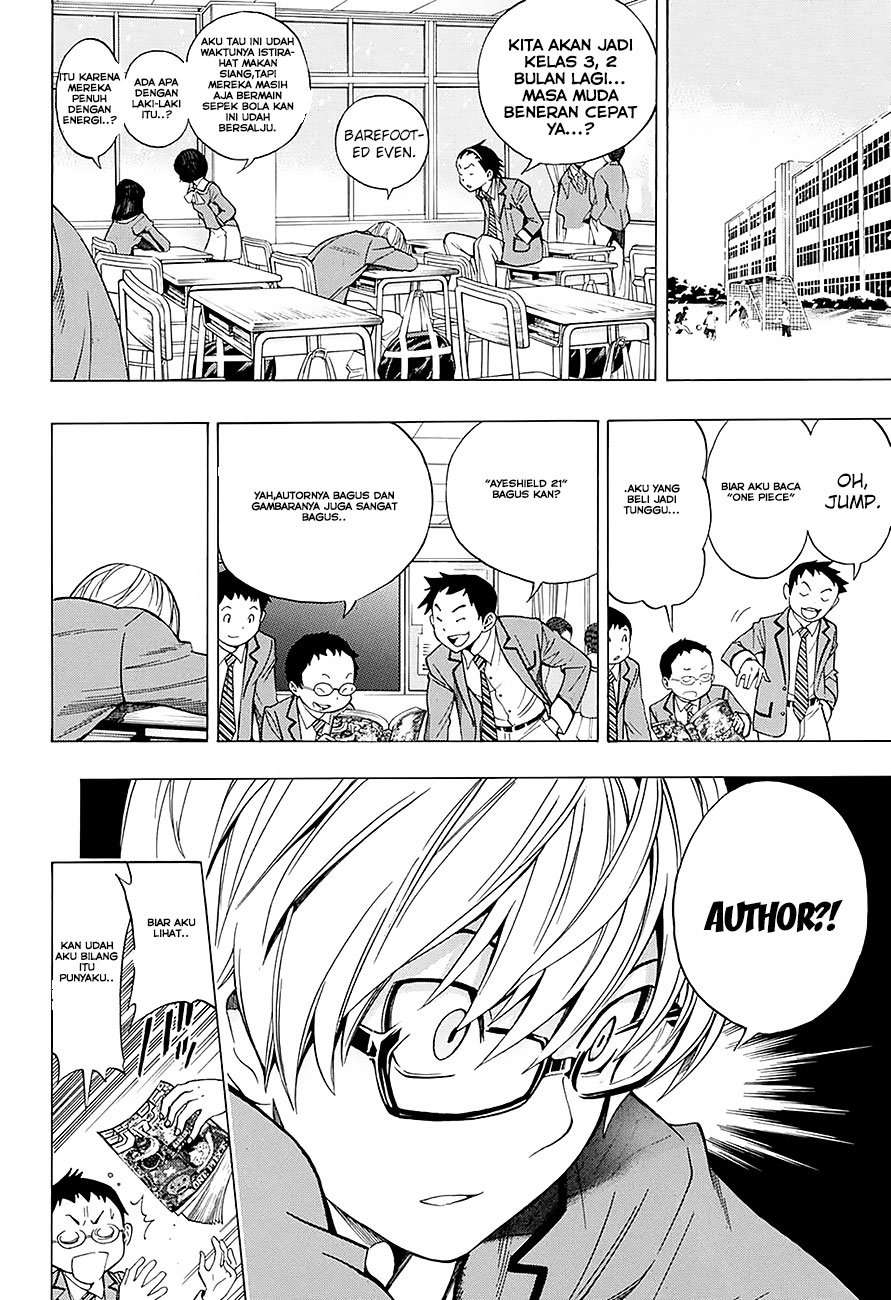 KITA AKAN JADI
KELAS 3, 2
BULAN LAGI...
MASA MUDA
BENERAN CEPAT
YA...?
BAREFOOT-
ED EVEN.
AKU TAU INI UDAH
WAKTUNYA ISTIRA-
HAT MAKAN
SIANG,TAPI
MEREKA MASIH
AJA BERMAIN
SEPEK BOLA KAN
INI UDAH
BERSALJU.
ADA APA
DENGAN
LAKI-LAKI
ITU..?
ITU KARENA
MEREKA
PENUH
DENGAN
ENERGI..?
OH,
JUMP.
BIAR AKU BACA
"ONE PIECE"
.AKU YANG
BELI JADI
TUNGGU...
"AYESHIELD 21"
BAGUS KAN?
YAH,AUTORNYA BAGUS DAN
GAMBARANYA JUGA SANGAT
BAGUS..
AUTHOR?!
BIAR AKU
LIHAT..
KAN UDAH
AKU BILANG
ITU
PUNYAKU..